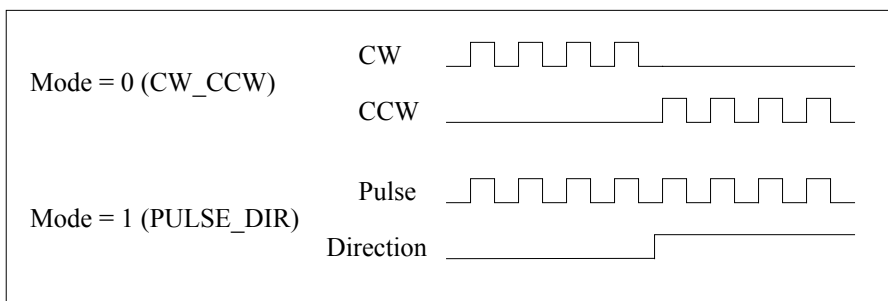 CW
Mode = 0 (CW_CCW)
CCW
Pulse
Mode = 1 (PULSE_DIR)
Direction